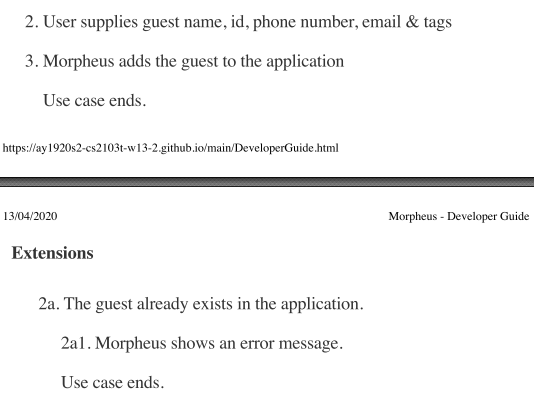 2. User supplies guest name, id, phone number, email & tags
3. Morpheus adds the guest to the application
Use case ends.
https://ay1920s2-cs2103t-w13-2.github.io/main/DeveloperGuide.html
13/04/2020 Morpheus - Developer Guide
Extensions
2a. The guest already exists in the application.
2a1. Morpheus shows an error message.
Use case ends.